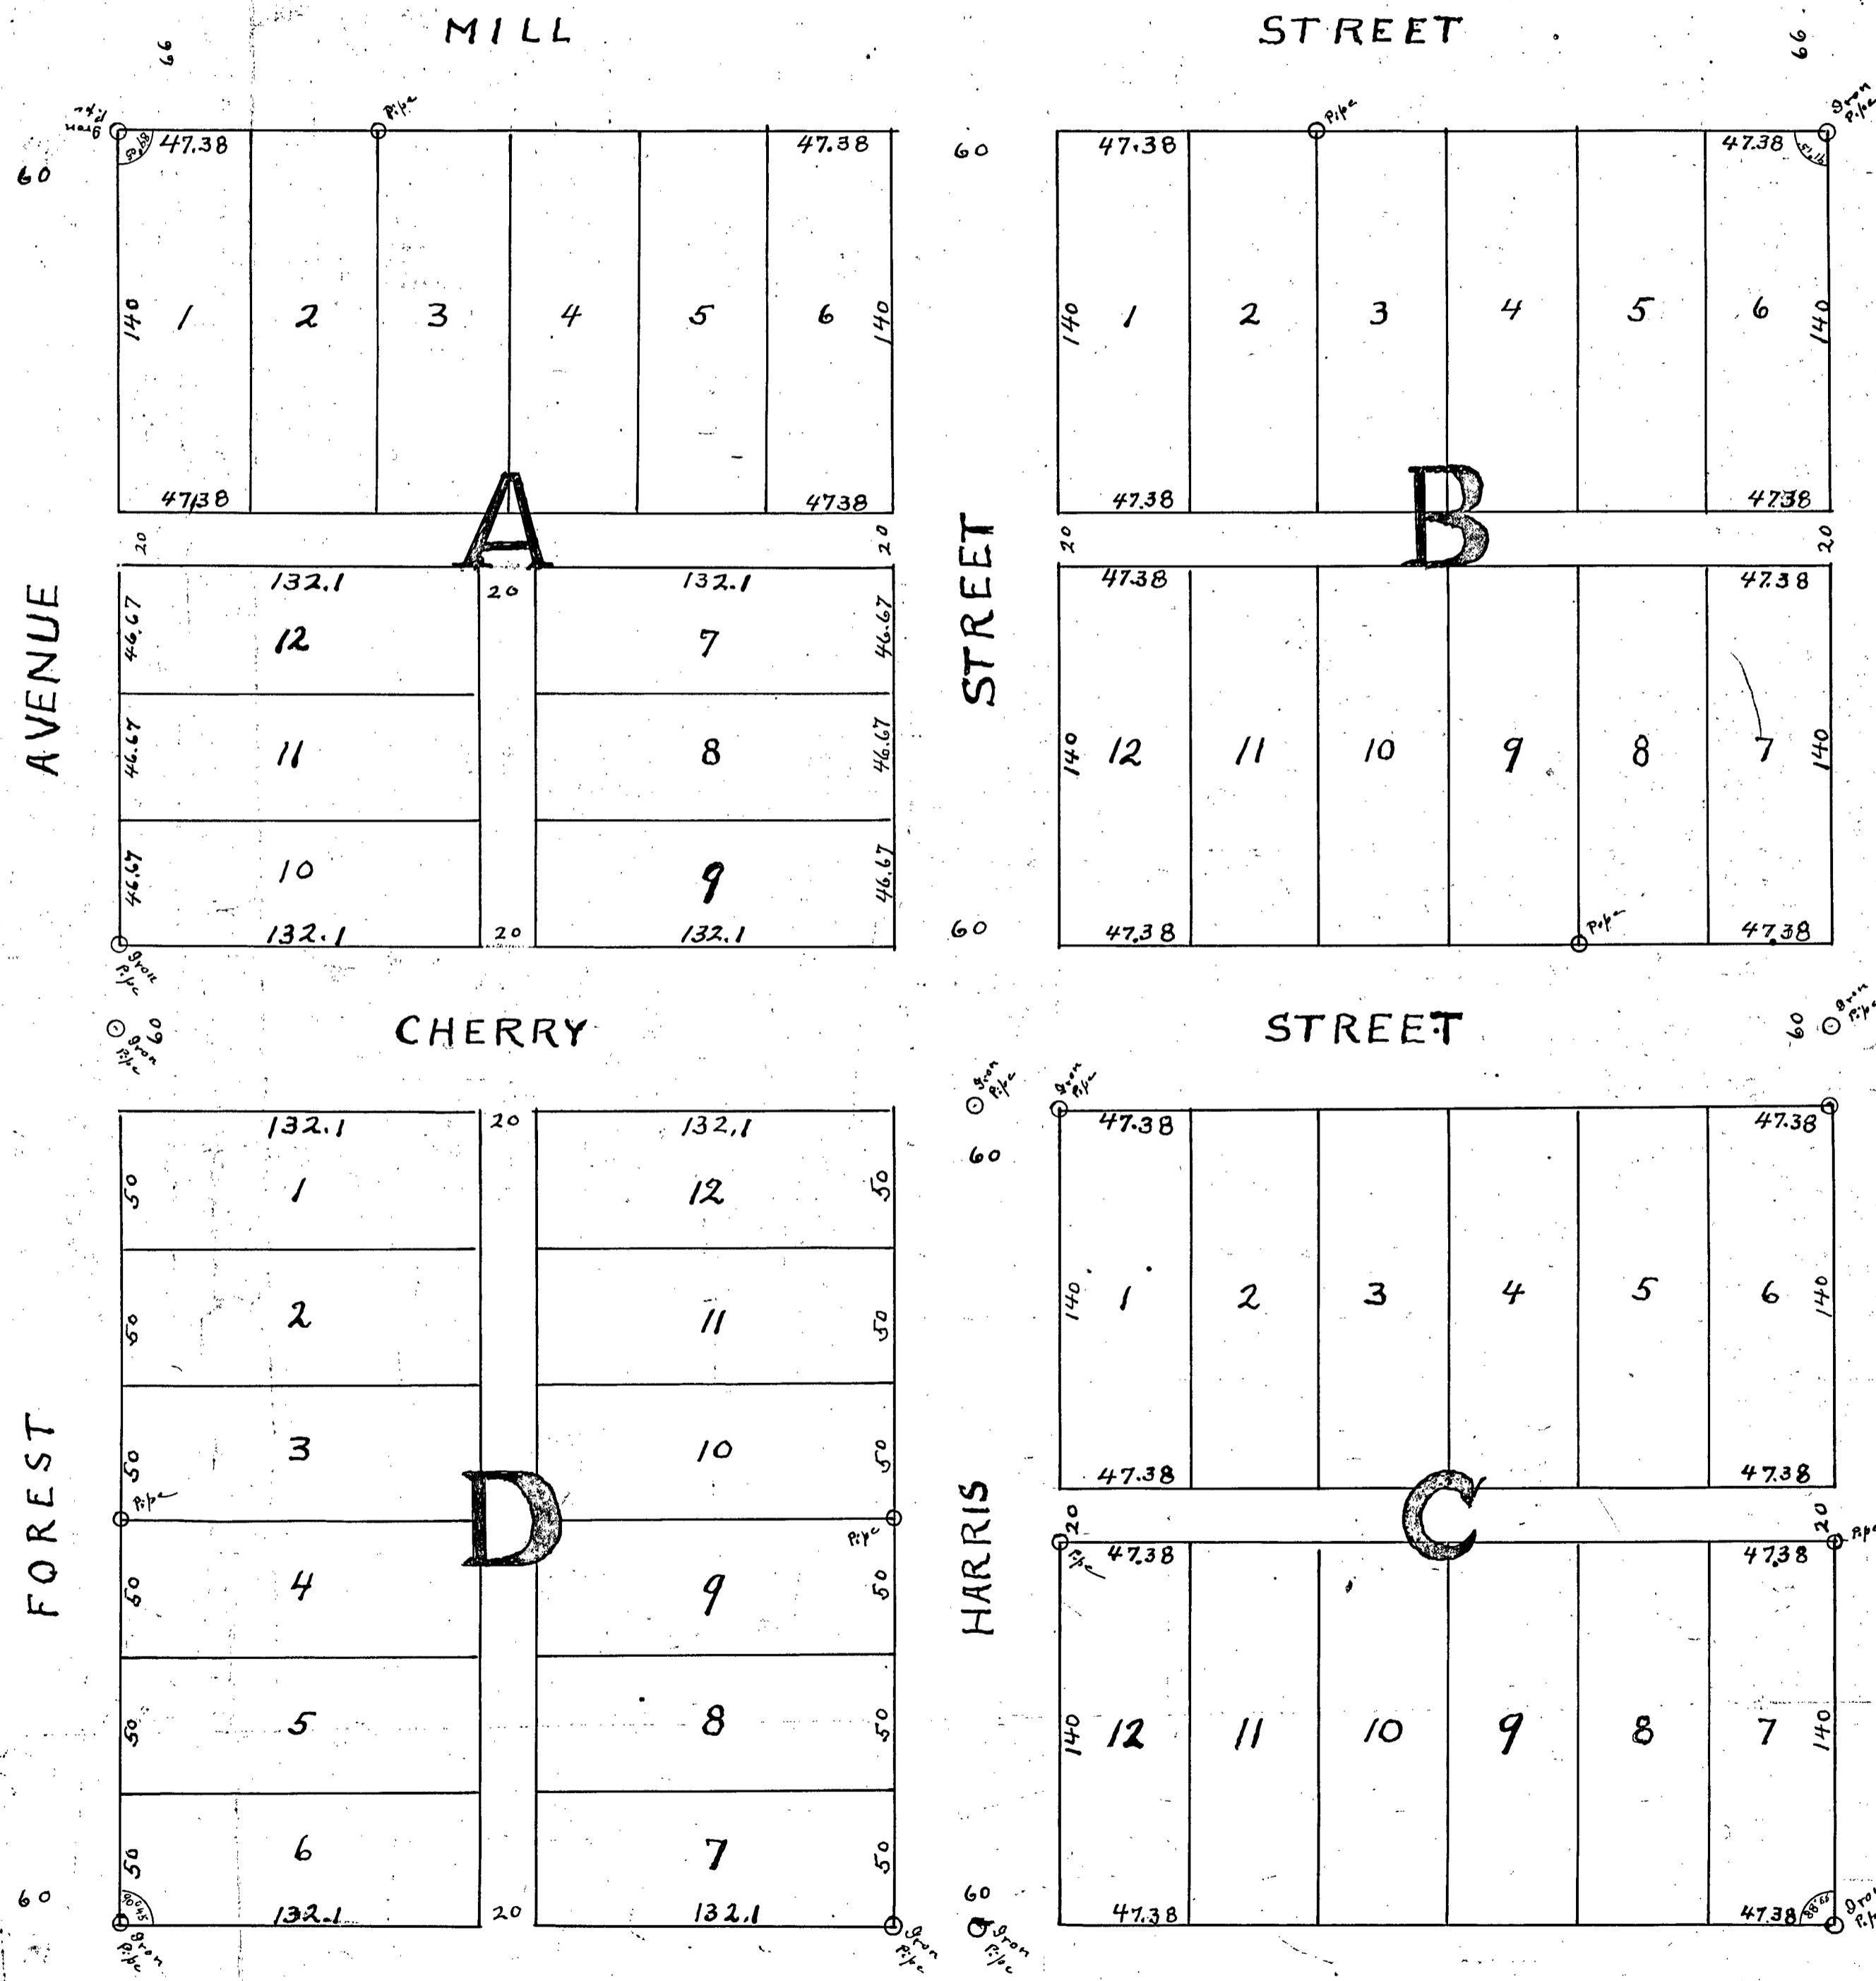 MILL STREET
66 66
Iron Pipe Pipe Pipe Iron Pipe
60 47.38 47.38 60 47.38 47.38
140 1 2 3 4 5 6 140 140 1 2 3 4 5 6 140
47.38 4738 47.38 47.38
A B
20 20 20 20
132.1 20 132.1 47.38 47.38
46.67 12 7 46.67
46.67 11 8 46.67 140 12 11 10 9 8 7 140
46.67 10 9 46.67
132.1 20 132.1 60 47.38 Pipe 47.38
Iron Pipe
AVENUE STREET
CHERRY STREET
60 Iron Pipe 60 Iron Pipe
Iron Pipe Iron Pipe
132.1 20 132.1 60 47.38 47.38
50 1 12 50
50 2 11 50 140 1 2 3 4 5 6 140
50 3 10 50
47.38 47.38
D C
Pipe Pipe 20 20 Pipe
Pipe 47.38 47.38
50 4 9 50
50 5 8 50 140 12 11 10 9 8 7 140
50 6 7 50
60 132.1 20 132.1 60 47.38 47.38
Iron Pipe Iron Pipe Iron Pipe
FOREST HARRIS